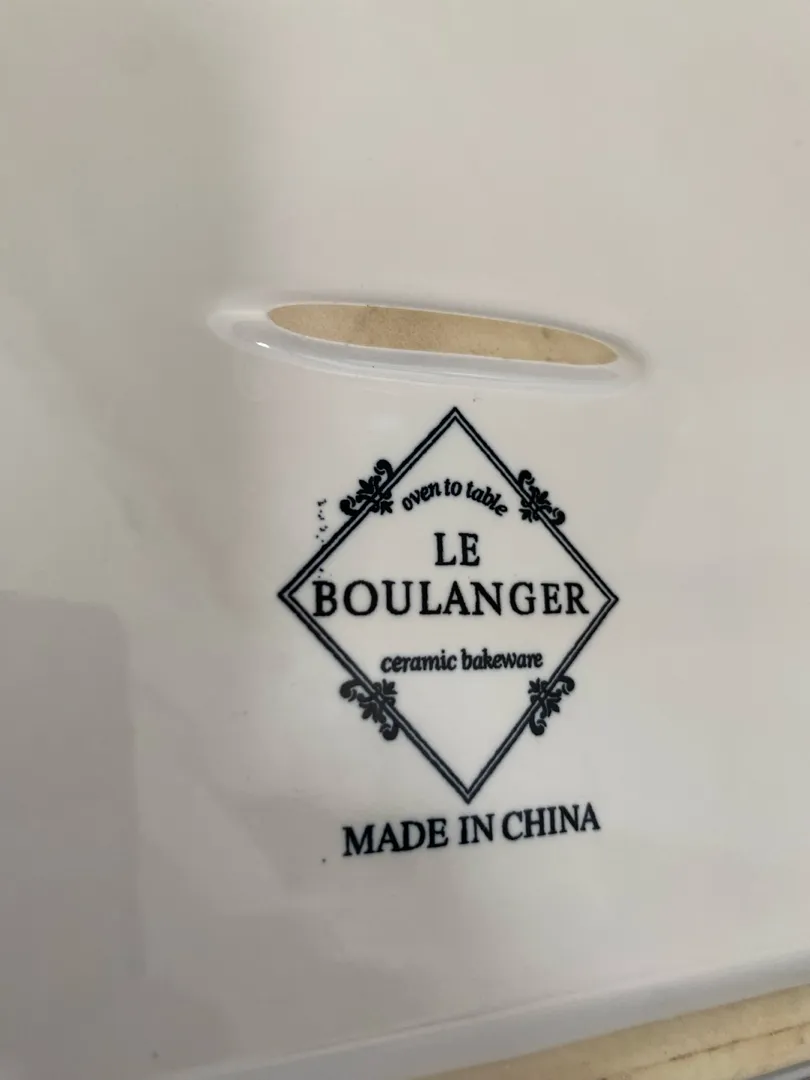 oven to table
LE
BOULANGER
ceramic bakeware
MADE IN CHINA